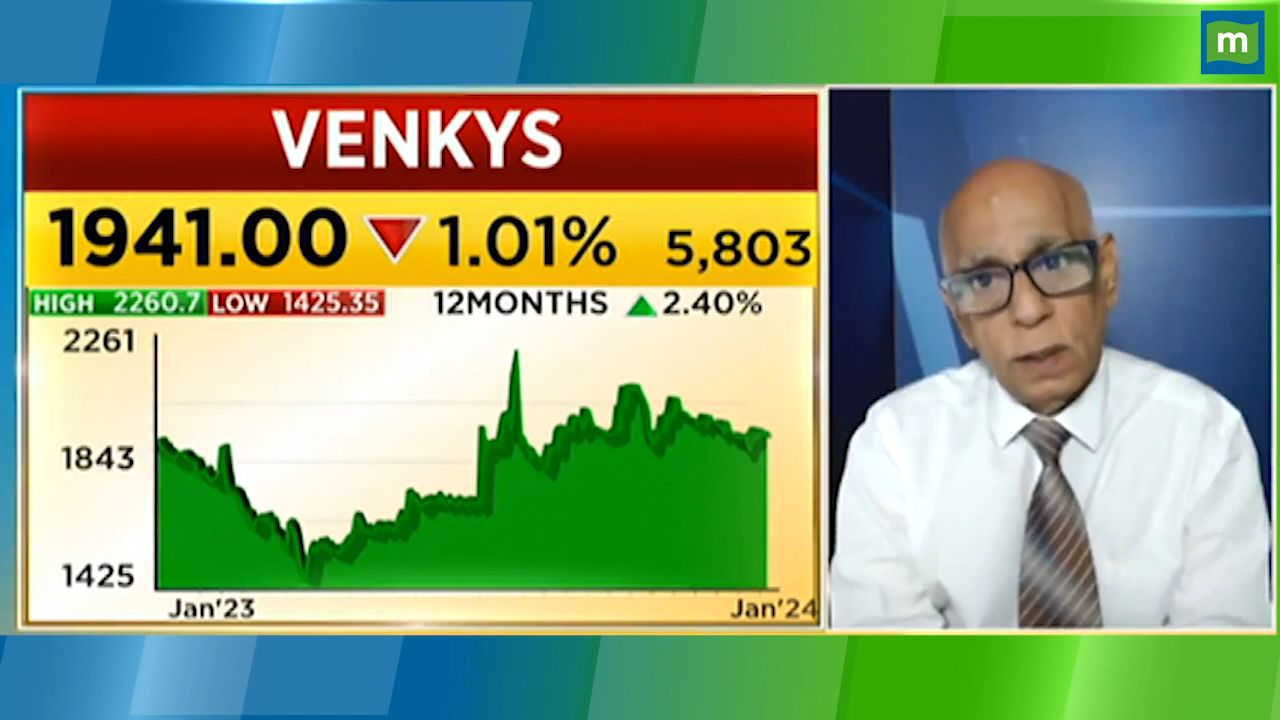 m
VENKYS
1941.00 ▼ 1.01% 5,803
HIGH 2260.7 LOW 1425.35 12MONTHS ▲ 2.40%
2261
1843
1425
Jan'23 Jan'24